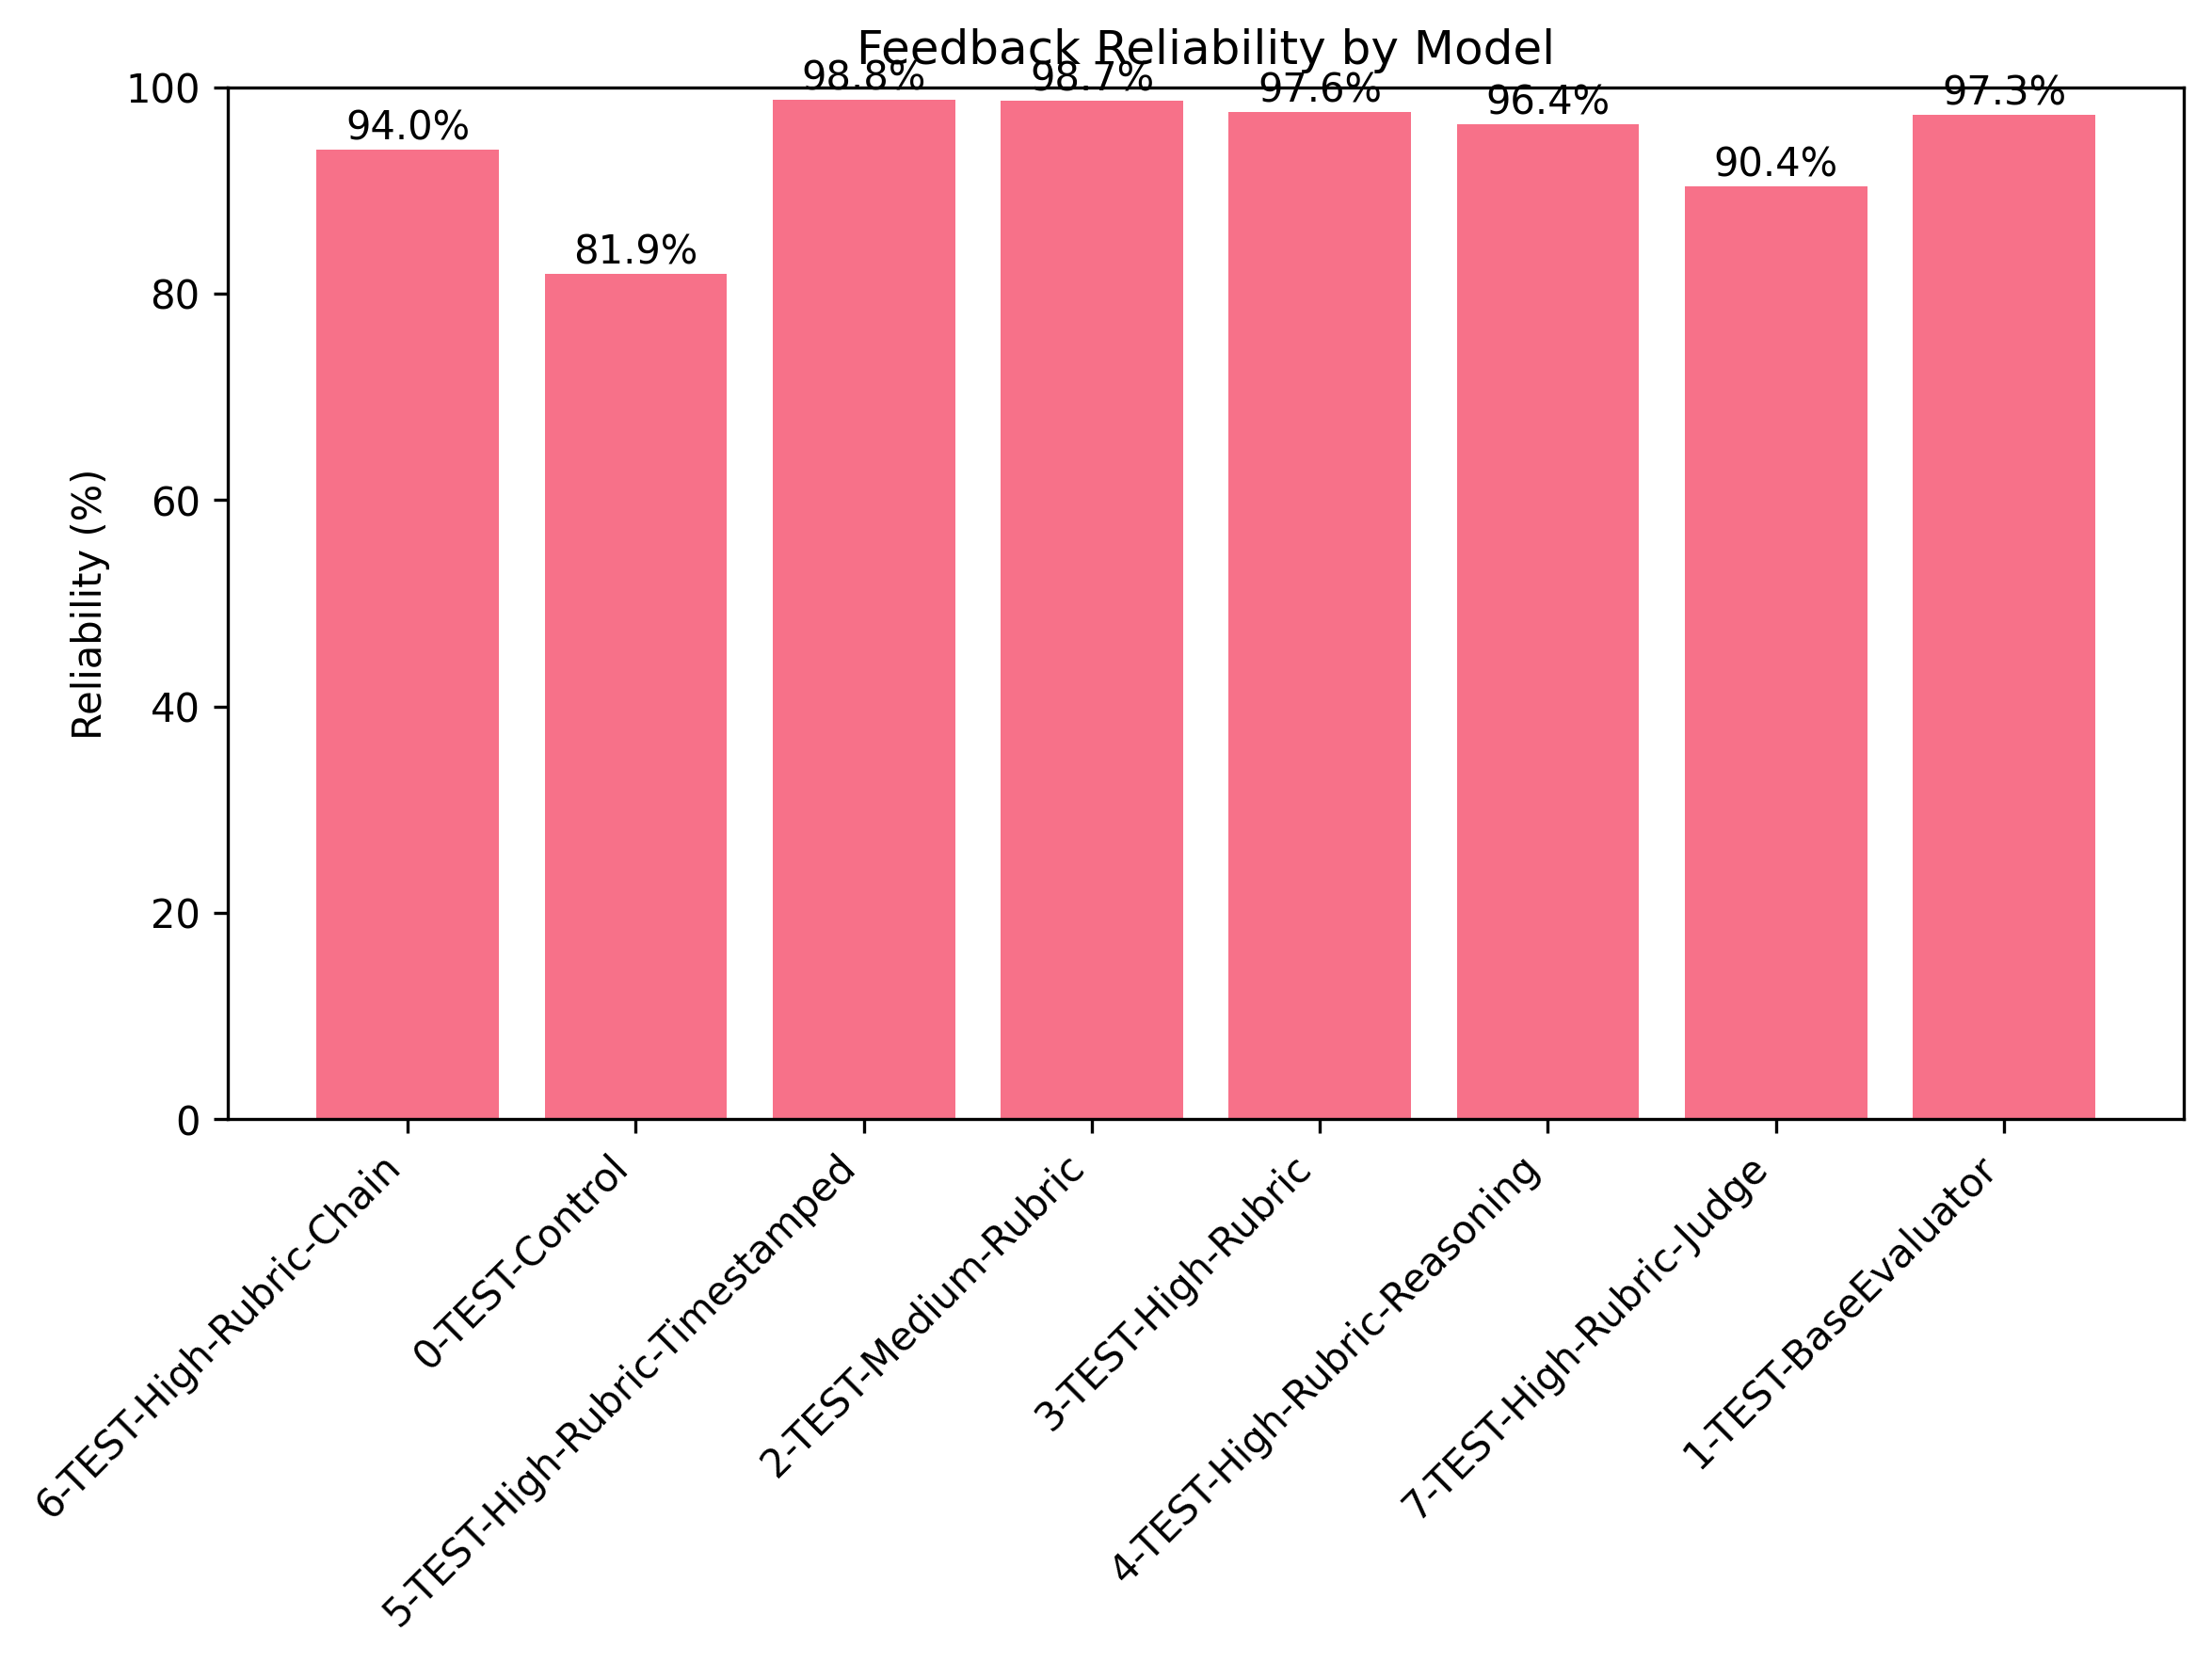 Feedback Reliability by Model
98.8%
98.7%
97.6%
96.4%
97.3%
94.0%
90.4%
81.9%
100
80
60
40
20
0
Reliability (%)
6-TEST-High-Rubric-Chain
0-TEST-Control
5-TEST-High-Rubric-Timestamped
2-TEST-Medium-Rubric
3-TEST-High-Rubric
4-TEST-High-Rubric-Reasoning
7-TEST-High-Rubric-Judge
1-TEST-BaseEvaluator